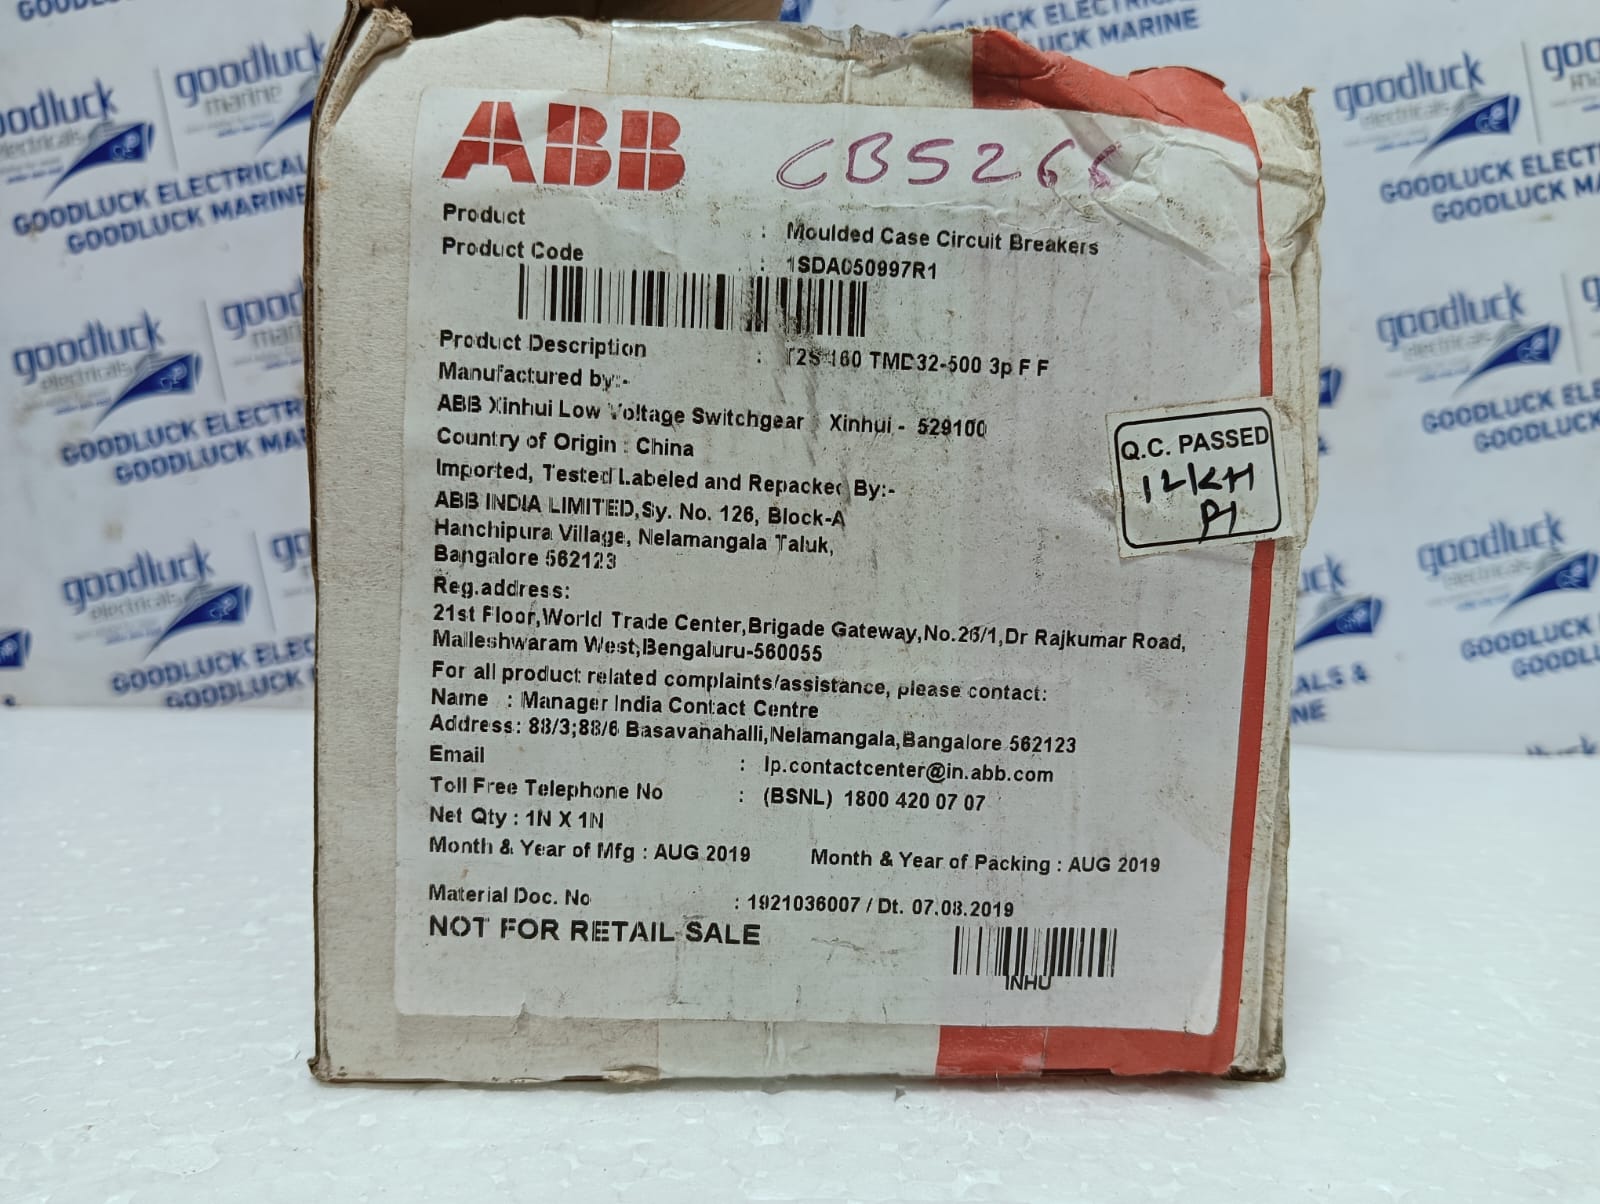 ABB
CB526
Product : Moulded Case Circuit Breakers
Product Code : 1SDA050997R1
Product Description : T2S 160 TMD32-500 3p F F
Manufactured by:-
ABB Xinhui Low Voltage Switchgear Xinhui - 529100
Country of Origin : China
Imported, Tested Labeled and Repacked By:-
ABB INDIA LIMITED,Sy. No. 126, Block-A
Hanchipura Village, Nelamangala Taluk,
Bangalore 562123
Reg.address:
21st Floor,World Trade Center,Brigade Gateway,No.26/1,Dr Rajkumar Road,
Malleshwaram West,Bengaluru-560055
For all product related complaints/assistance, please contact:
Name : Manager India Contact Centre
Address: 88/3;88/6 Basavanahalli,Nelamangala,Bangalore 562123
Email : lp.contactcenter@in.abb.com
Toll Free Telephone No : (BSNL) 1800 420 07 07
Net Qty : 1N X 1N
Month & Year of Mfg : AUG 2019 Month & Year of Packing : AUG 2019
Material Doc. No : 1921036007 / Dt. 07.08.2019
NOT FOR RETAIL SALE
INHU
Q.C. PASSED
goodluck
electricals
goodluck
marine
GOODLUCK ELECTRICALS &
GOODLUCK MARINE